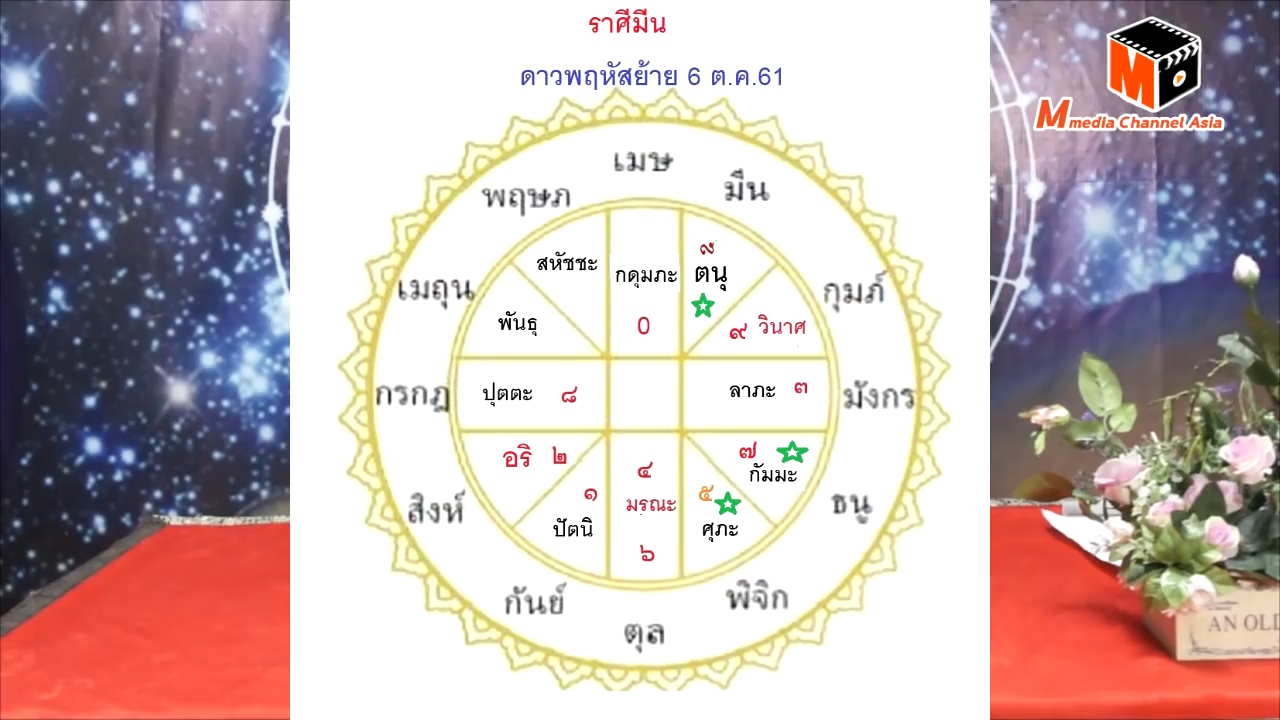 ราศีมีน
ดาวพฤหัสย้าย 6 ต.ค.61
M
Mmedia Channel Asia
เมษ
พฤษภ
มีน
สหัชชะ
กดุมภะ
๙
ตนุ
เมถุน
กุมภ์
พันธุ
0
๙ วินาศ
กรกฎ
ปุตตะ ๘
ลาภะ ๓
มังกร
อริ ๒
๔
๗
กัมมะ
สิงห์
๑
มรณะ
๕
ธนู
ปัตนิ
ศุภะ
๖
กันย์
พิจิก
ตุล
AN OLD